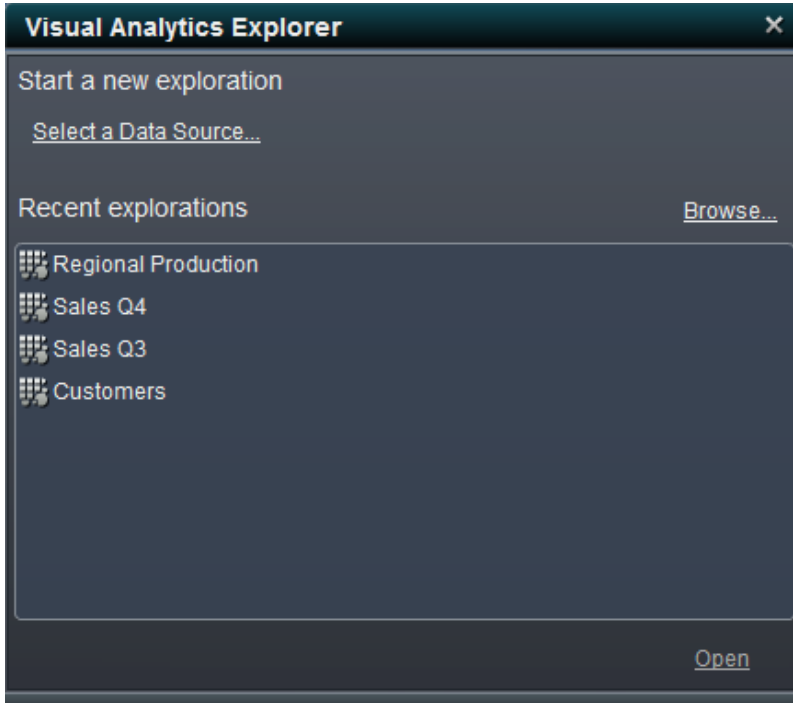 Visual Analytics Explorer
Start a new exploration
Select a Data Source...
Recent explorations
Browse...
Regional Production
Sales Q4
Sales Q3
Customers
Open